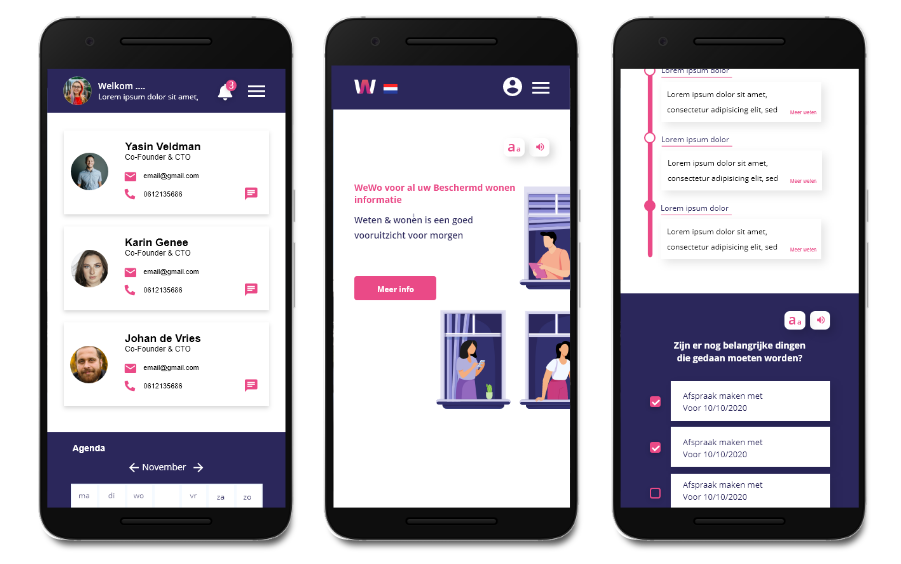 Welkom ....
Lorem ipsum dolor sit amet,
3
Yasin Veldman
Co-Founder & CTO
email@gmail.com
0612135686
Karin Genee
Co-Founder & CTO
email@gmail.com
0612135686
Johan de Vries
Co-Founder & CTO
email@gmail.com
0612135686
Agenda
November
ma di wo vr za zo
W
aa
WeWo voor al uw Beschermd wonen
informatie
Weten & wonèn is een goed
vooruitzicht voor morgen
Meer info
Lorem ipsum dolor
Lorem ipsum dolor sit amet,
consectetur adipisicing elit, sed
Meer weten
Lorem ipsum dolor
Lorem ipsum dolor sit amet,
consectetur adipisicing elit, sed
Meer weten
Lorem ipsum dolor
Lorem ipsum dolor sit amet,
consectetur adipisicing elit, sed
Meer weten
aa
Zijn er nog belangrijke dingen
die gedaan moeten worden?
Afspraak maken met
Voor 10/10/2020
Afspraak maken met
Voor 10/10/2020
Afspraak maken met
Voor 10/10/2020